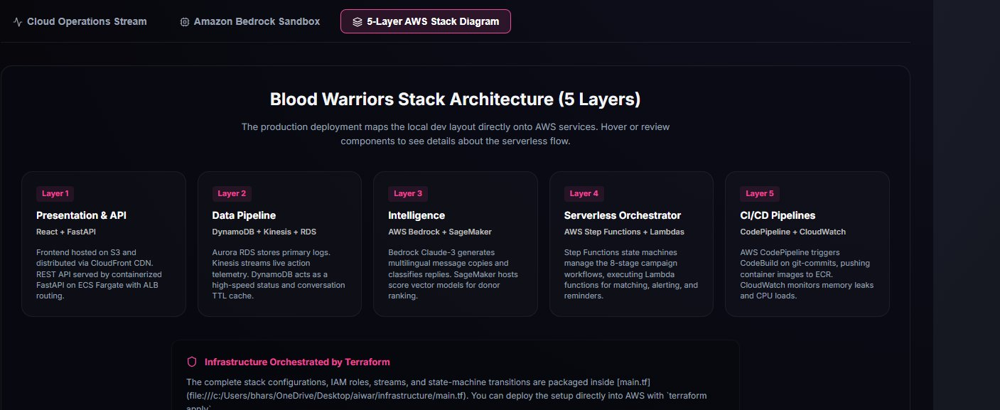 Cloud Operations Stream
Amazon Bedrock Sandbox
5-Layer AWS Stack Diagram
Blood Warriors Stack Architecture (5 Layers)
The production deployment maps the local dev layout directly onto AWS services. Hover or review
components to see details about the serverless flow.
Layer 1
Presentation & API
React + FastAPI
Frontend hosted on S3 and
distributed via CloudFront CDN.
REST API served by containerized
FastAPI on ECS Fargate with ALB
routing.
Layer 2
Data Pipeline
DynamoDB + Kinesis + RDS
Aurora RDS stores primary logs.
Kinesis streams live action
telemetry. DynamoDB acts as a
high-speed status and conversation
TTL cache.
Layer 3
Intelligence
AWS Bedrock + SageMaker
Bedrock Claude-3 generates
multilingual message copies and
classifies replies. SageMaker hosts
score vector models for donor
ranking.
Layer 4
Serverless Orchestrator
AWS Step Functions + Lambdas
Step Functions state machines
manage the 8-stage campaign
workflows, executing Lambda
functions for matching, alerting, and
reminders.
Layer 5
CI/CD Pipelines
CodePipeline + CloudWatch
AWS CodePipeline triggers
CodeBuild on git-commits, pushing
container images to ECR.
CloudWatch monitors memory leaks
and CPU loads.
Infrastructure Orchestrated by Terraform
The complete stack configurations, IAM roles, streams, and state-machine transitions are packaged inside [main.tf]
(file:///c:/Users/bhars/OneDrive/Desktop/aiwar/infrastructure/main.tf). You can deploy the setup directly into AWS with `terraform
apply`